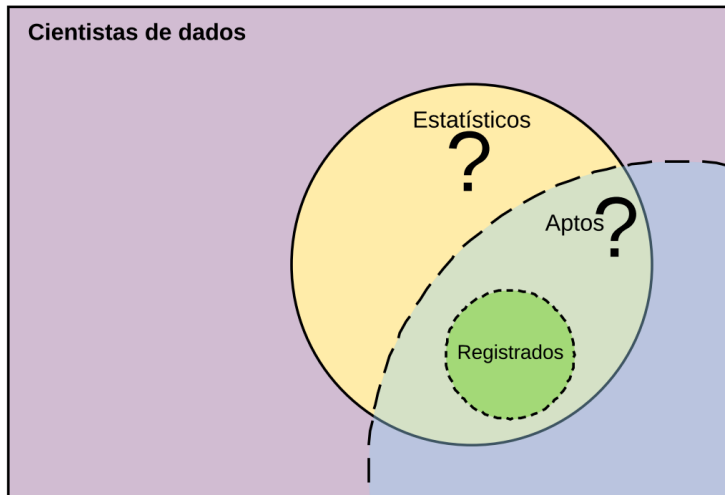 Cientistas de dados
Estatísticos
?
Aptos ?
Registrados